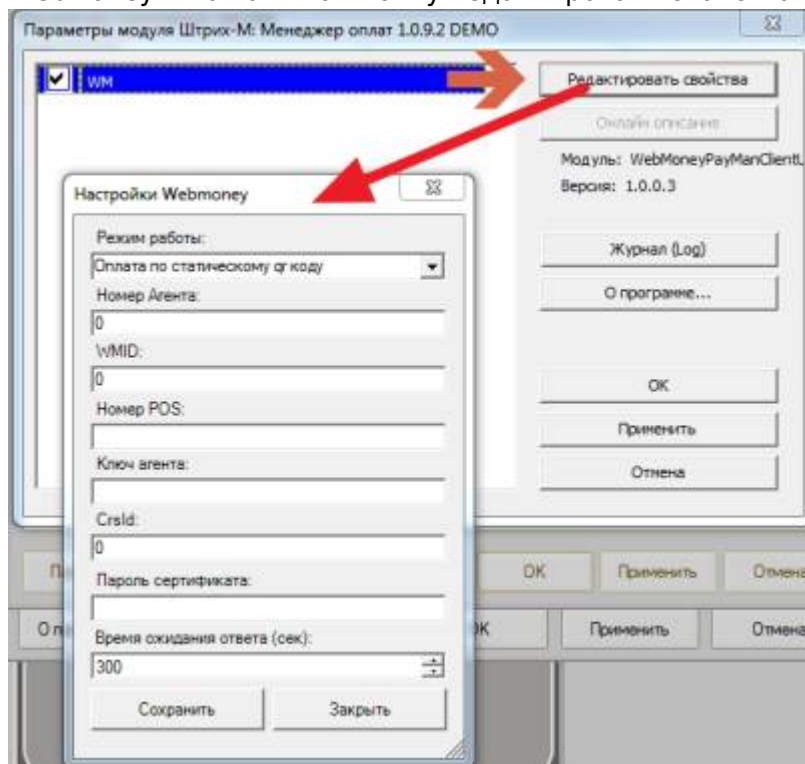 Параметры модуля Штрих-М: Менеджер оплат 1.0.9.2 DEMO
WM
Редактировать свойства
Онлайн описание
Модуль: WebMoneyPayManClientL
Версия: 1.0.0.3
Журнал (Log)
О программе...
OK
Применить
Отмена
Настройки Webmoney
Режим работы:
Оплата по статическому qr коду
Номер Агента:
0
WMID:
0
Номер POS:
Ключ агента:
CrsId:
0
Пароль сертификата:
Время ожидания ответа (сек):
300
Сохранить
Закрыть
OK
Применить
Отмена
Применить
Отмена